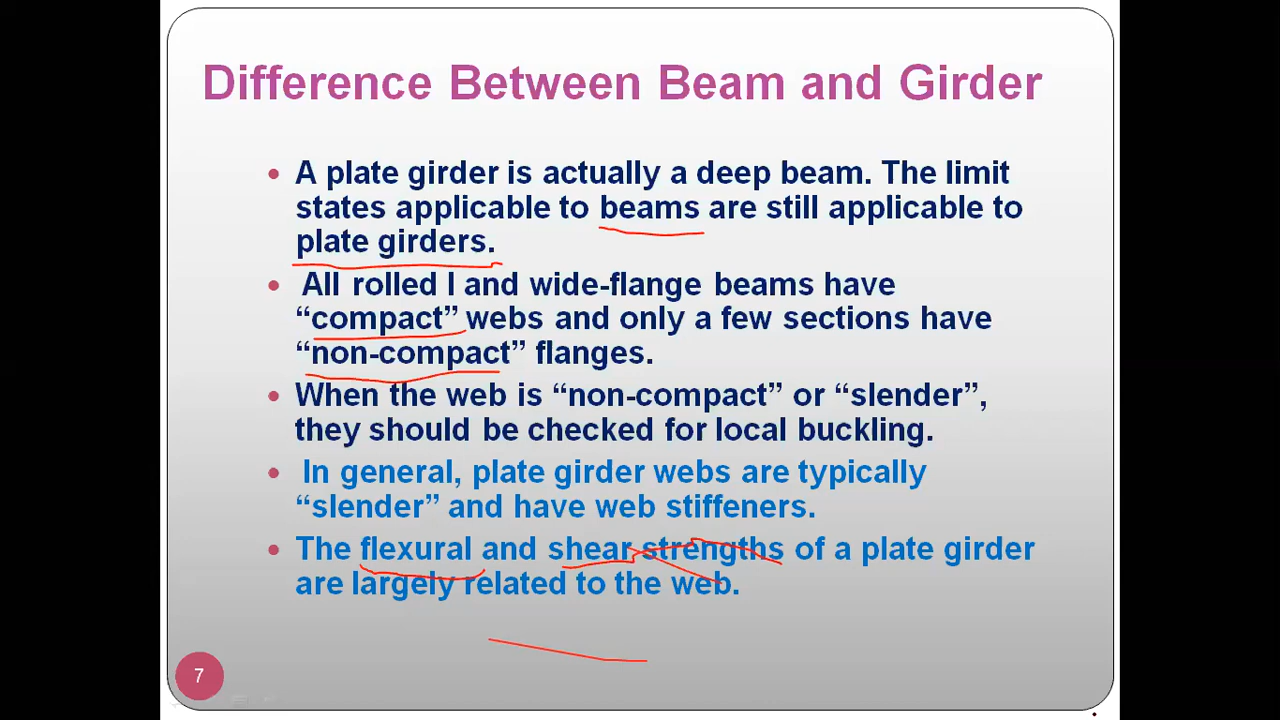 Difference Between Beam and Girder
• A plate girder is actually a deep beam. The limit
states applicable to beams are still applicable to
plate girders.
• All rolled I and wide-flange beams have
“compact” webs and only a few sections have
“non-compact” flanges.
• When the web is “non-compact” or “slender”,
they should be checked for local buckling.
• In general, plate girder webs are typically
“slender” and have web stiffeners.
• The flexural and shear strengths of a plate girder
are largely related to the web.
7